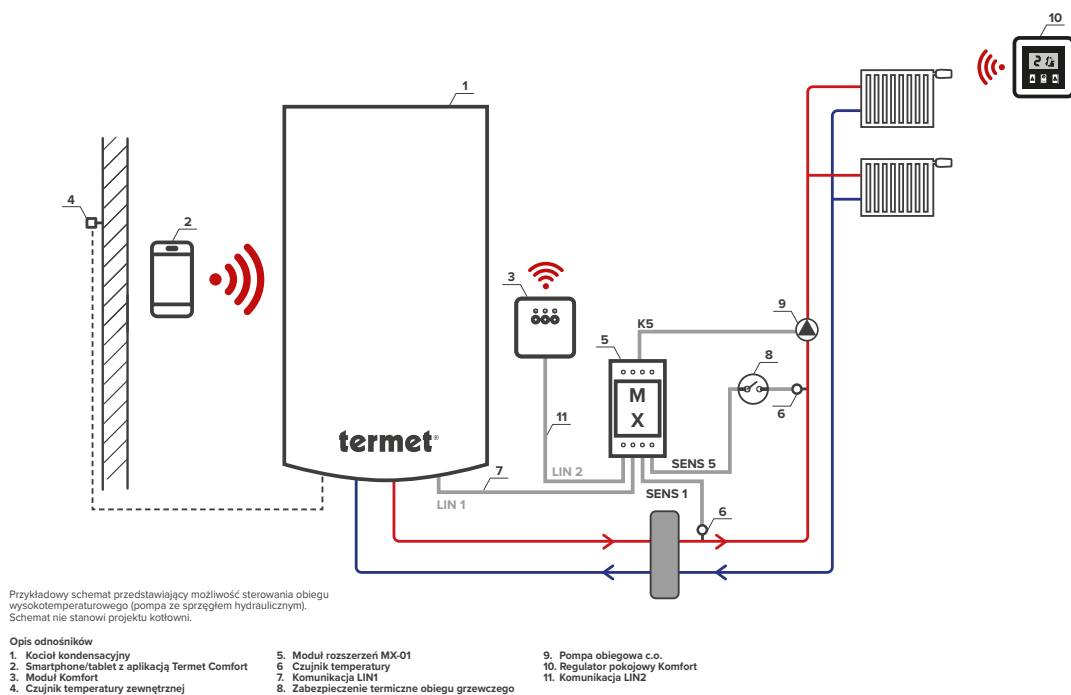 10
1
4
2
3
K5
9
5
8
M
X
6
11
termet®
LIN 2
SENS 5
7
LIN 1
SENS 1
6
Przykładowy schemat przedstawiający możliwość sterowania obiegu
wysokotemperaturowego (pompa ze sprzęgłem hydraulicznym).
Schemat nie stanowi projektu kotłowni.
Opis odnośników
1. Kocioł kondensacyjny
2. Smartphone/tablet z aplikacją Termet Comfort
3. Moduł Komfort
4. Czujnik temperatury zewnętrznej
5. Moduł rozszerzeń MX-01
6 Czujnik temperatury
7. Komunikacja LIN1
8. Zabezpieczenie termiczne obiegu grzewczego
9. Pompa obiegowa c.o.
10. Regulator pokojowy Komfort
11. Komunikacja LIN2